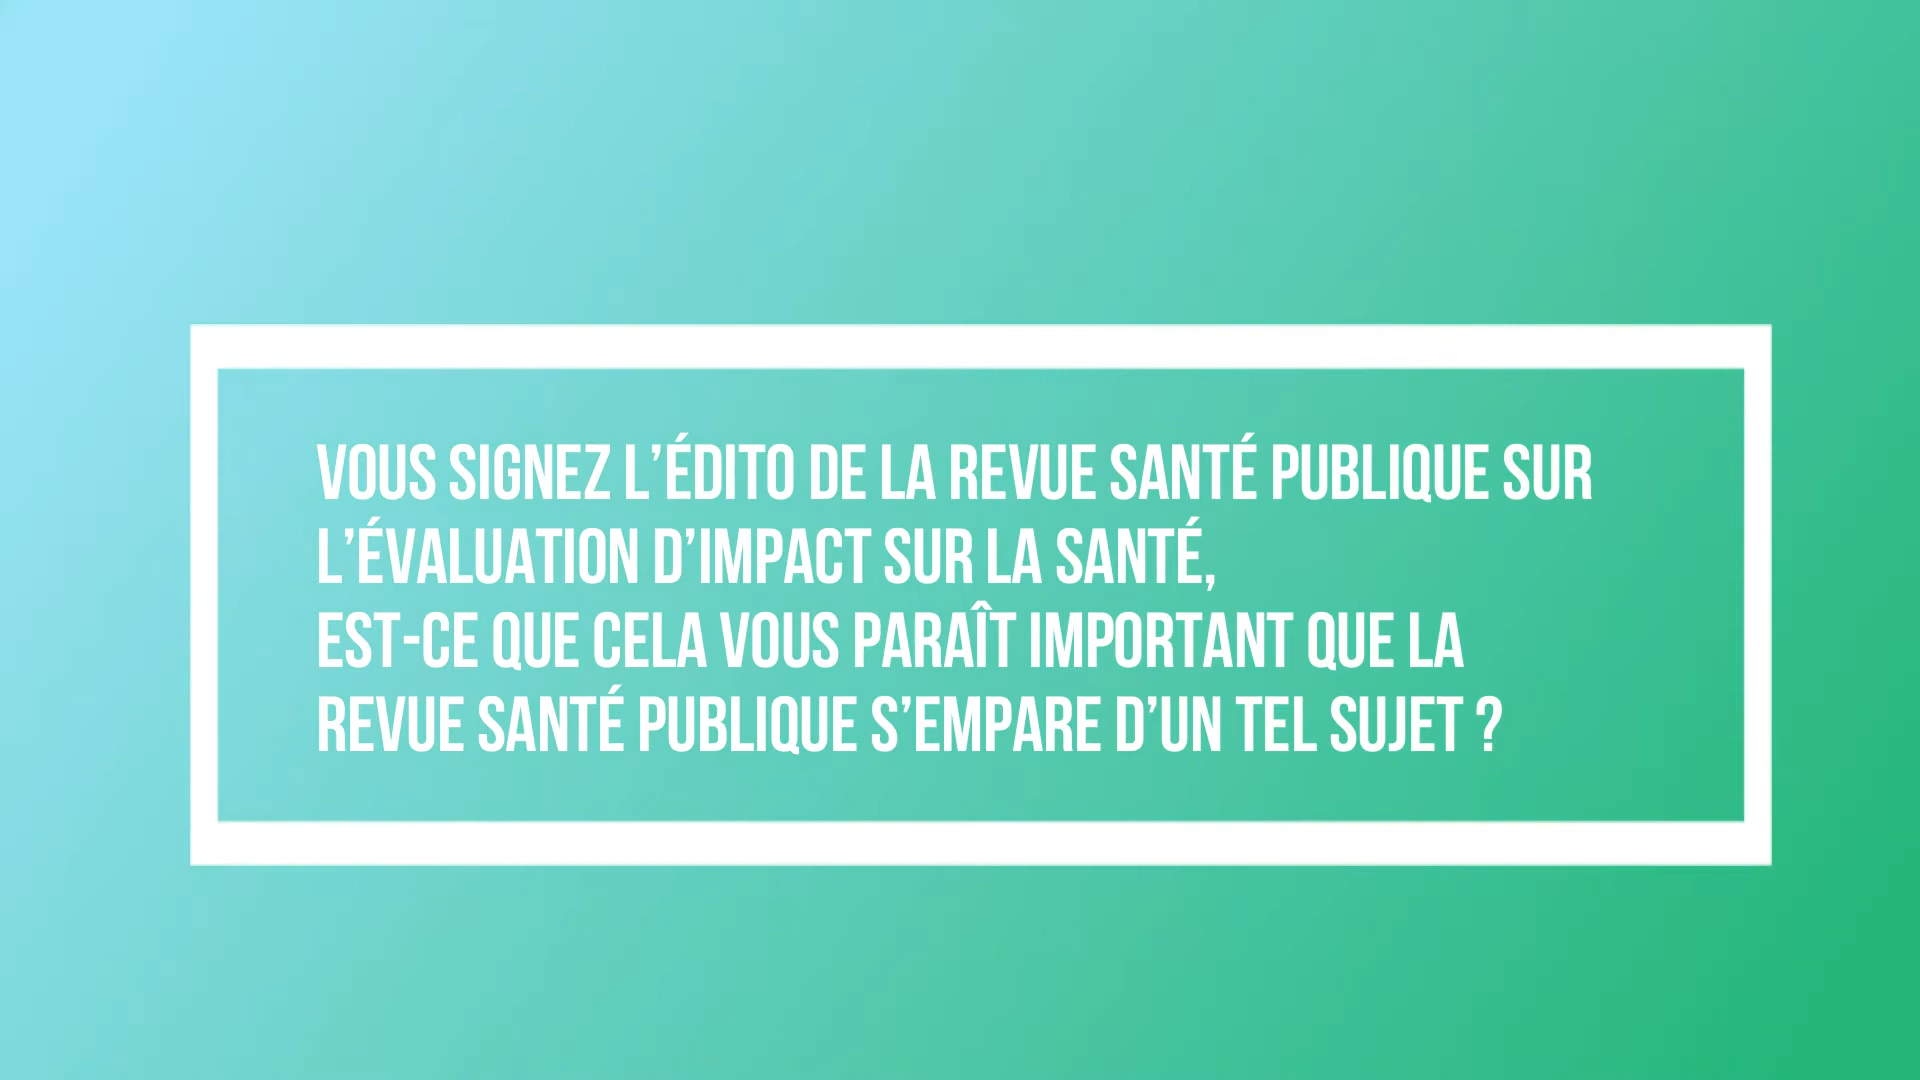 VOUS SIGNEZ L’ÉDITO DE LA REVUE SANTÉ PUBLIQUE SUR
L’ÉVALUATION D’IMPACT SUR LA SANTÉ,
EST-CE QUE CELA VOUS PARAÎT IMPORTANT QUE LA
REVUE SANTÉ PUBLIQUE S’EMPARE D’UN TEL SUJET ?